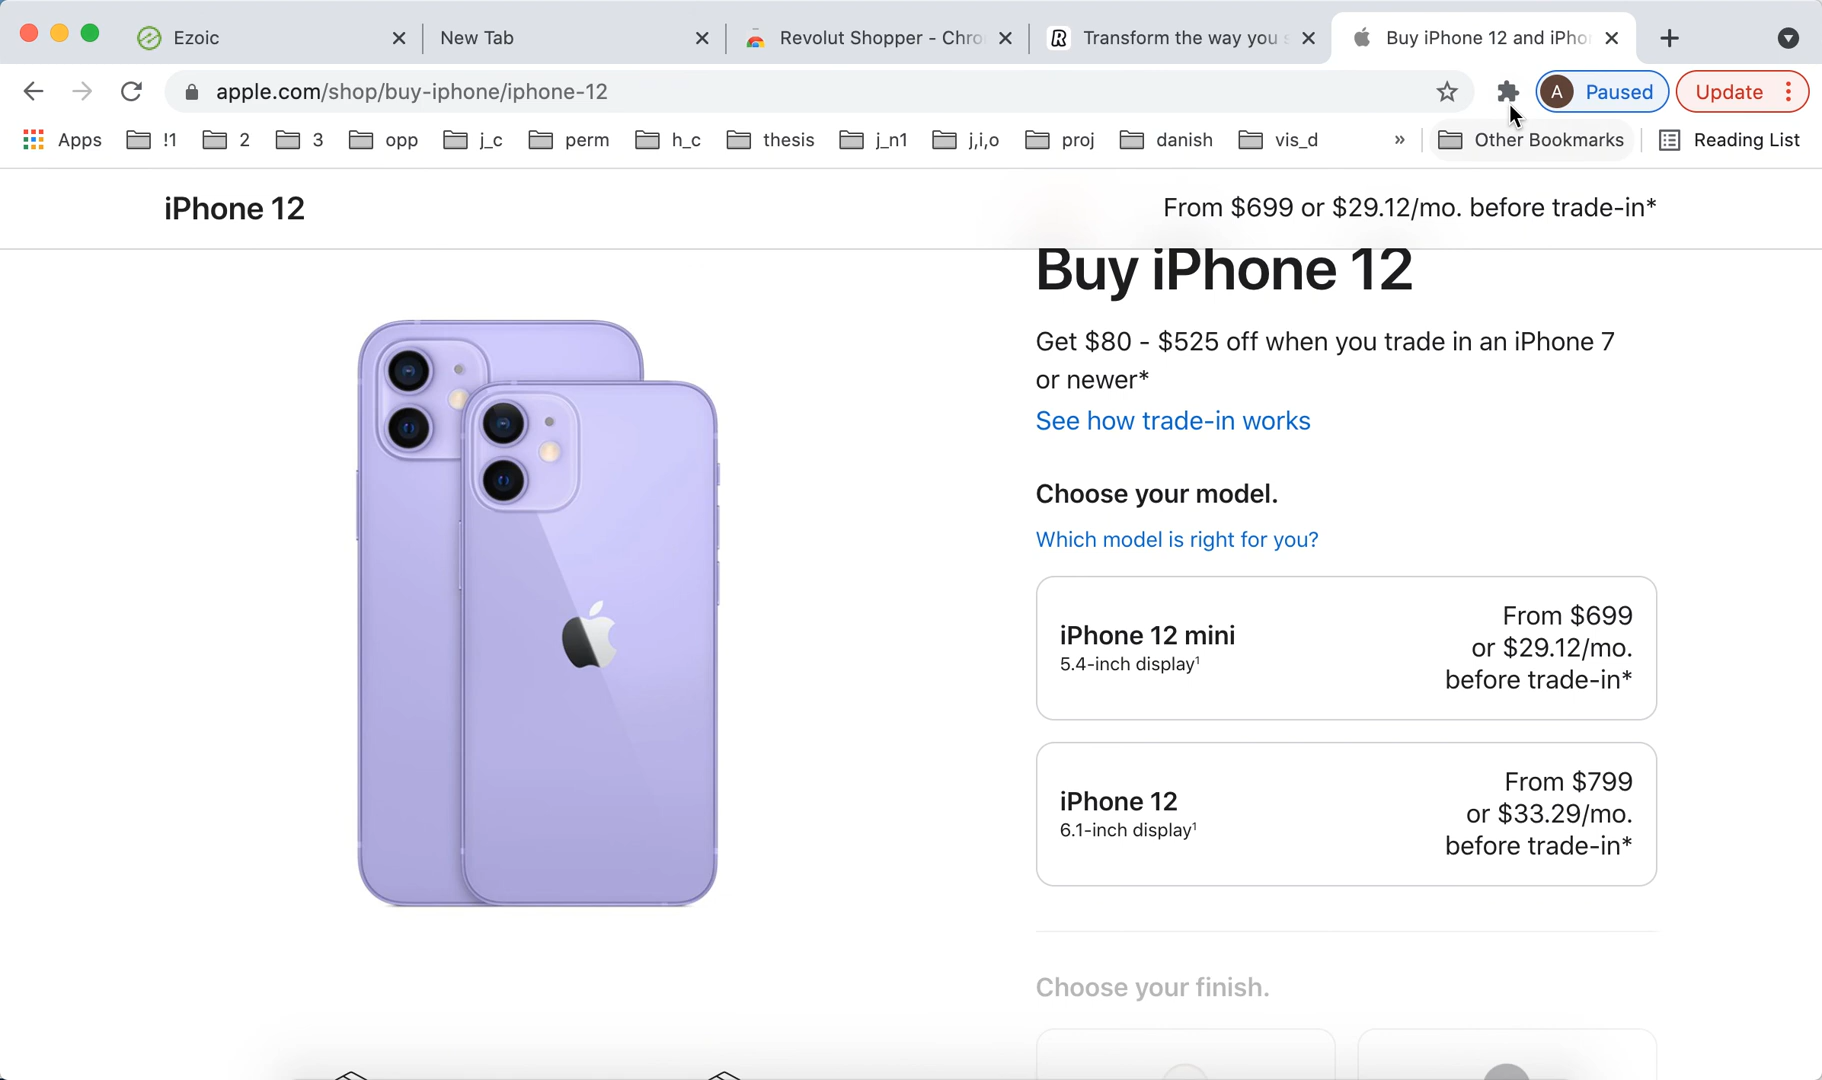 Ezoic
New Tab
Revolut Shopper - Chro
Transform the way you s
Buy iPhone 12 and iPho
apple.com/shop/buy-iphone/iphone-12
A Paused
Update
Apps !1 2 3 opp j_c perm h_c thesis j_n1 j,i,o proj danish vis_d » Other Bookmarks Reading List
iPhone 12
From $699 or $29.12/mo. before trade-in*
Buy iPhone 12
Get $80 - $525 off when you trade in an iPhone 7
or newer*
See how trade-in works
Choose your model.
Which model is right for you?
iPhone 12 mini
5.4-inch display¹
From $699
or $29.12/mo.
before trade-in*
iPhone 12
6.1-inch display¹
From $799
or $33.29/mo.
before trade-in*
Choose your finish.